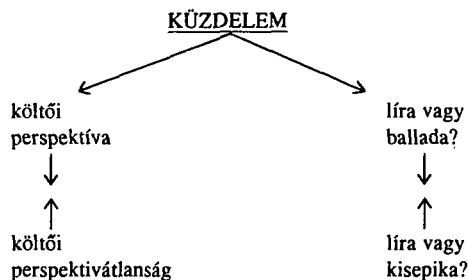 KÜZDELEM
költői
perspektíva
líra vagy
ballada?
költői
perspektivátlanság
líra vagy
kisepika?